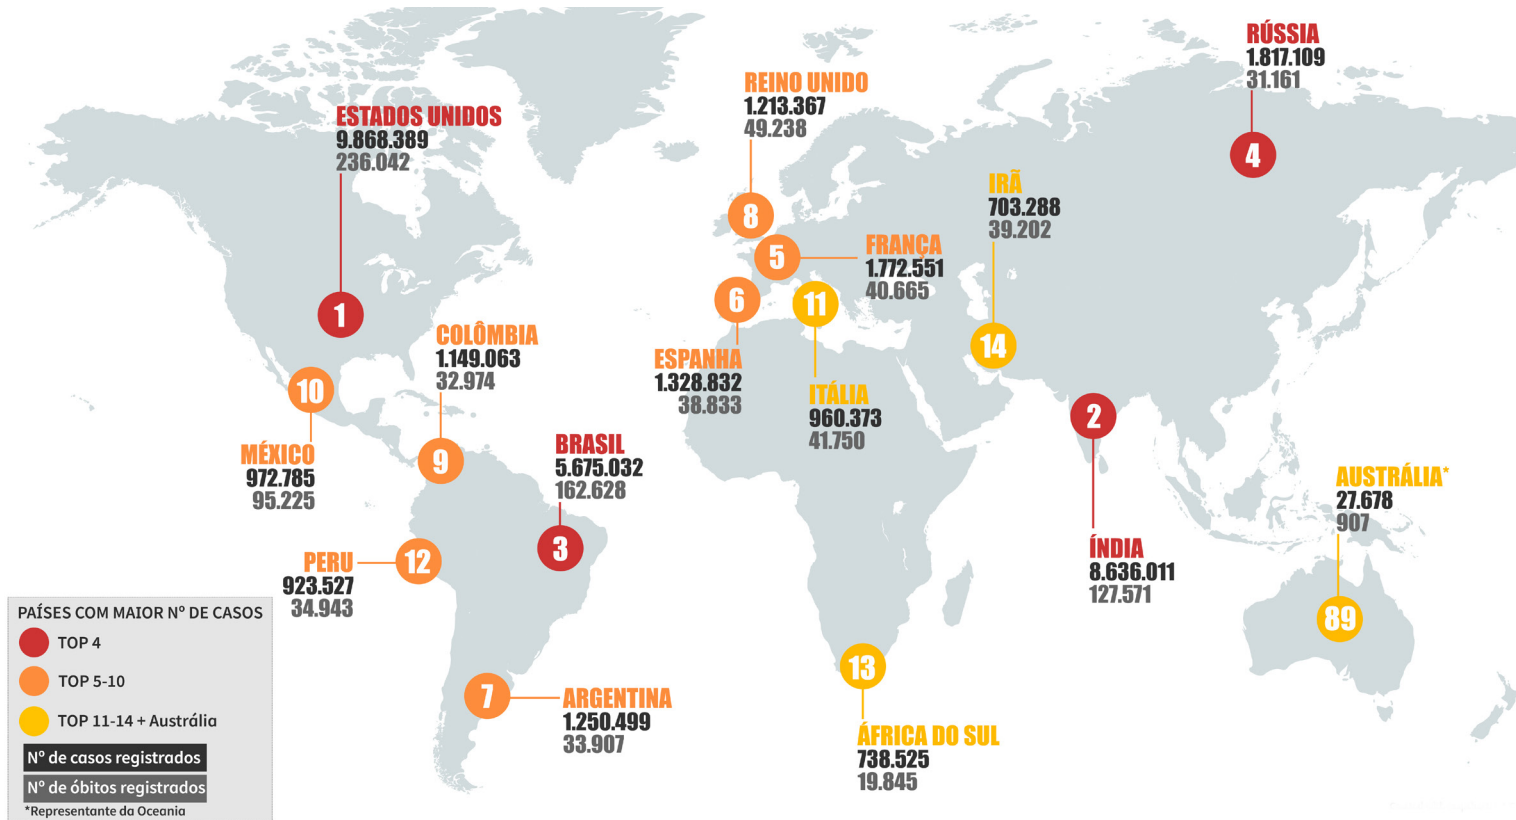 RÚSSIA
1.817.109
31.161
4
REINO UNIDO
1.213.367
49.238
8
ESTADOS UNIDOS
9.868.389
236.042
1
IRÃ
703.288
39.202
14
FRANÇA
1.772.551
40.665
5
6
ESPANHA
1.328.832
38.833
11
ITÁLIA
960.373
41.750
COLÔMBIA
1.149.063
32.974
9
10
MÉXICO
972.785
95.225
BRASIL
5.675.032
162.628
3
2
ÍNDIA
8.636.011
127.571
AUSTRÁLIA*
27.678
907
89
PERU
923.527
34.943
12
7
ARGENTINA
1.250.499
33.907
13
ÁFRICA DO SUL
738.525
19.845
PAÍSES COM MAIOR Nº DE CASOS
TOP 4
TOP 5-10
TOP 11-14 + Austrália
Nº de casos registrados
Nº de óbitos registrados
*Representante da Oceania